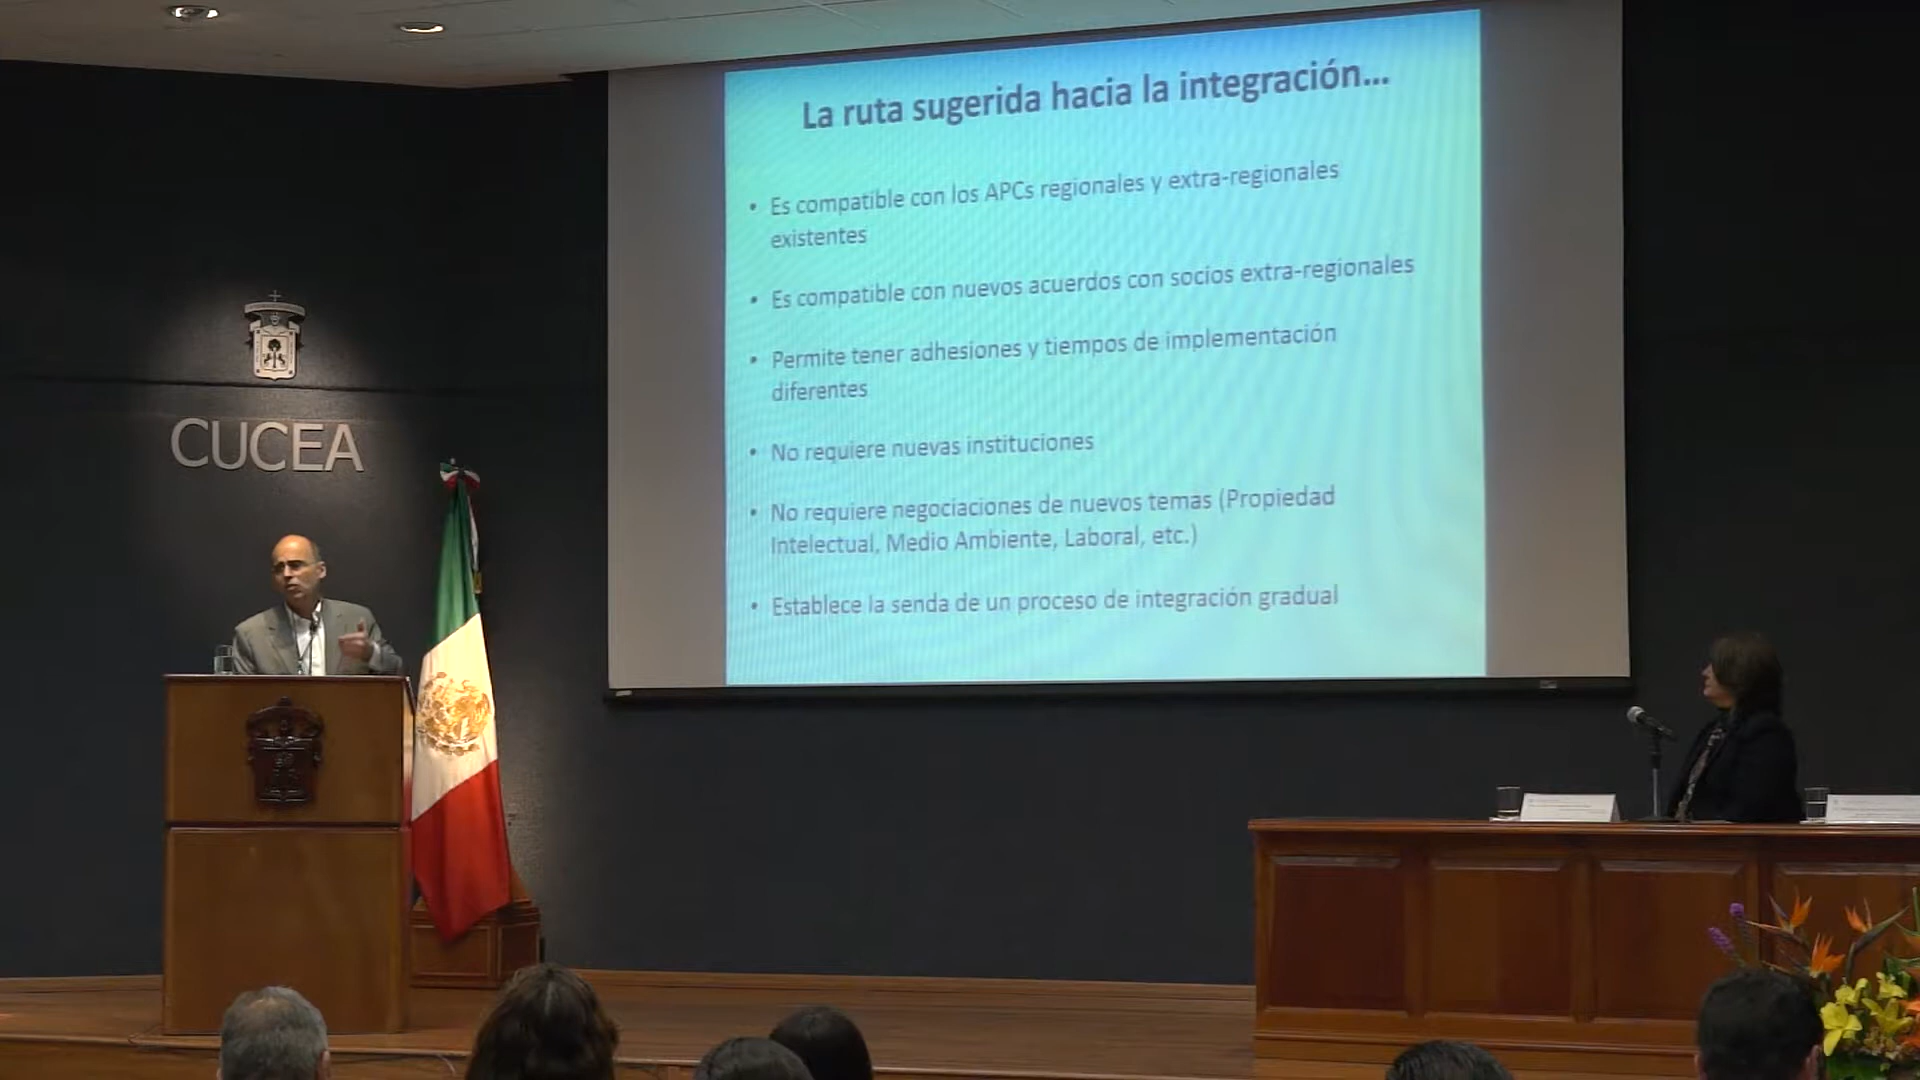 La ruta sugerida hacia la integración...
• Es compatible con los APCs regionales y extra-regionales
existentes
• Es compatible con nuevos acuerdos con socios extra-regionales
• Permite tener adhesiones y tiempos de implementación
diferentes
• No requiere nuevas instituciones
• No requiere negociaciones de nuevos temas (Propiedad
Intelectual, Medio Ambiente, Laboral, etc.)
• Establece la senda de un proceso de integración gradual
CUCEA